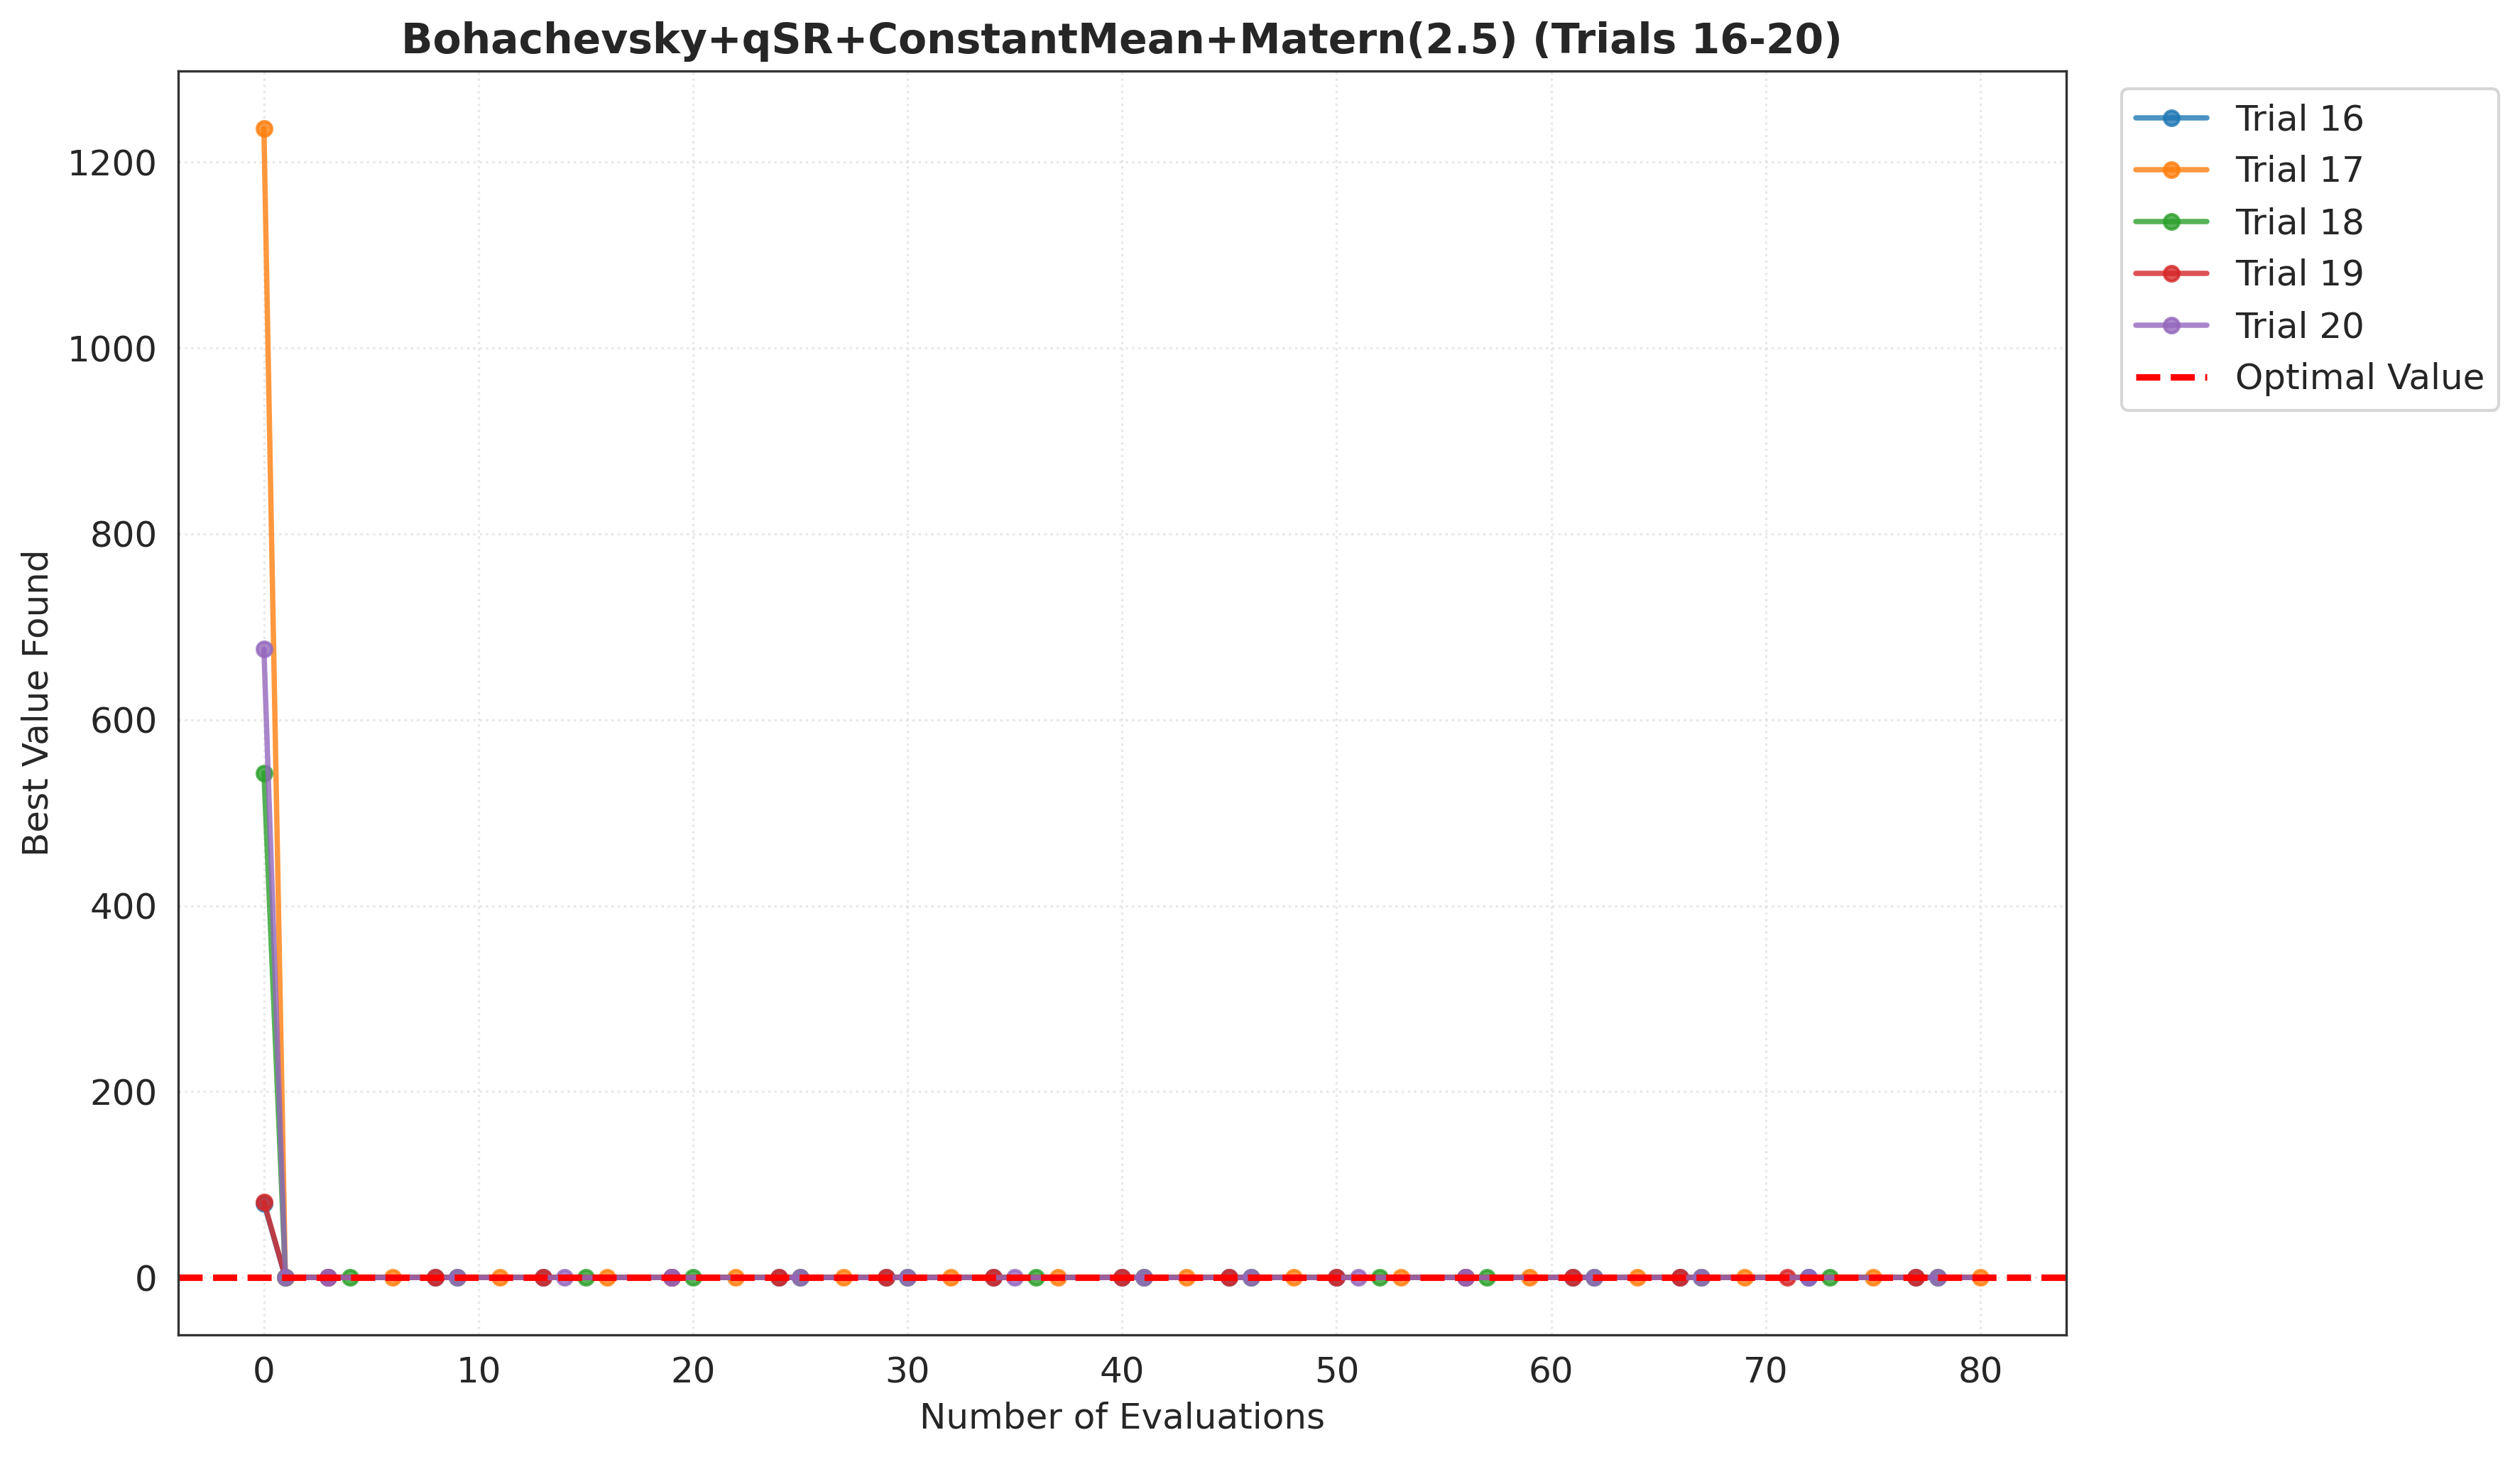 Bohachevsky+qSR+ConstantMean+Matern(2.5) (Trials 16-20)
Best Value Found
1200
1000
800
600
400
200
0
0 10 20 30 40 50 60 70 80
Number of Evaluations
Trial 16
Trial 17
Trial 18
Trial 19
Trial 20
Optimal Value